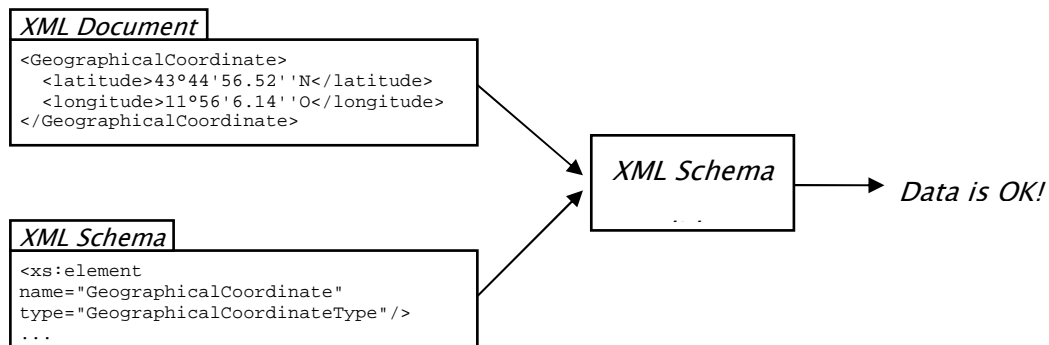 XML Document
<GeographicalCoordinate>
<latitude>43°44'56.52''N</latitude>
<longitude>11°56'6.14''O</longitude>
</GeographicalCoordinate>
XML Schema
Data is OK!
XML Schema
<xs:element
name="GeographicalCoordinate"
type="GeographicalCoordinateType"/>
...